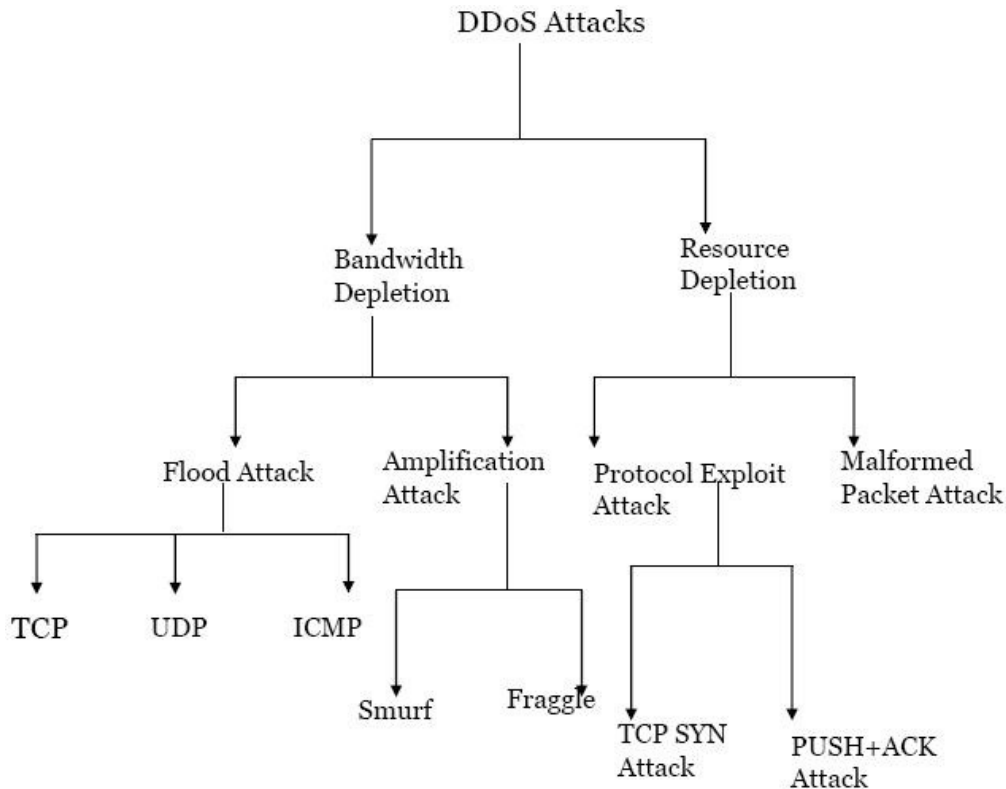 DDoS Attacks
Bandwidth
Depletion
Resource
Depletion
Flood Attack
Amplification
Attack
Protocol Exploit
Attack
Malformed
Packet Attack
TCP
UDP
ICMP
Smurf
Fraggle
TCP SYN
Attack
PUSH+ACK
Attack